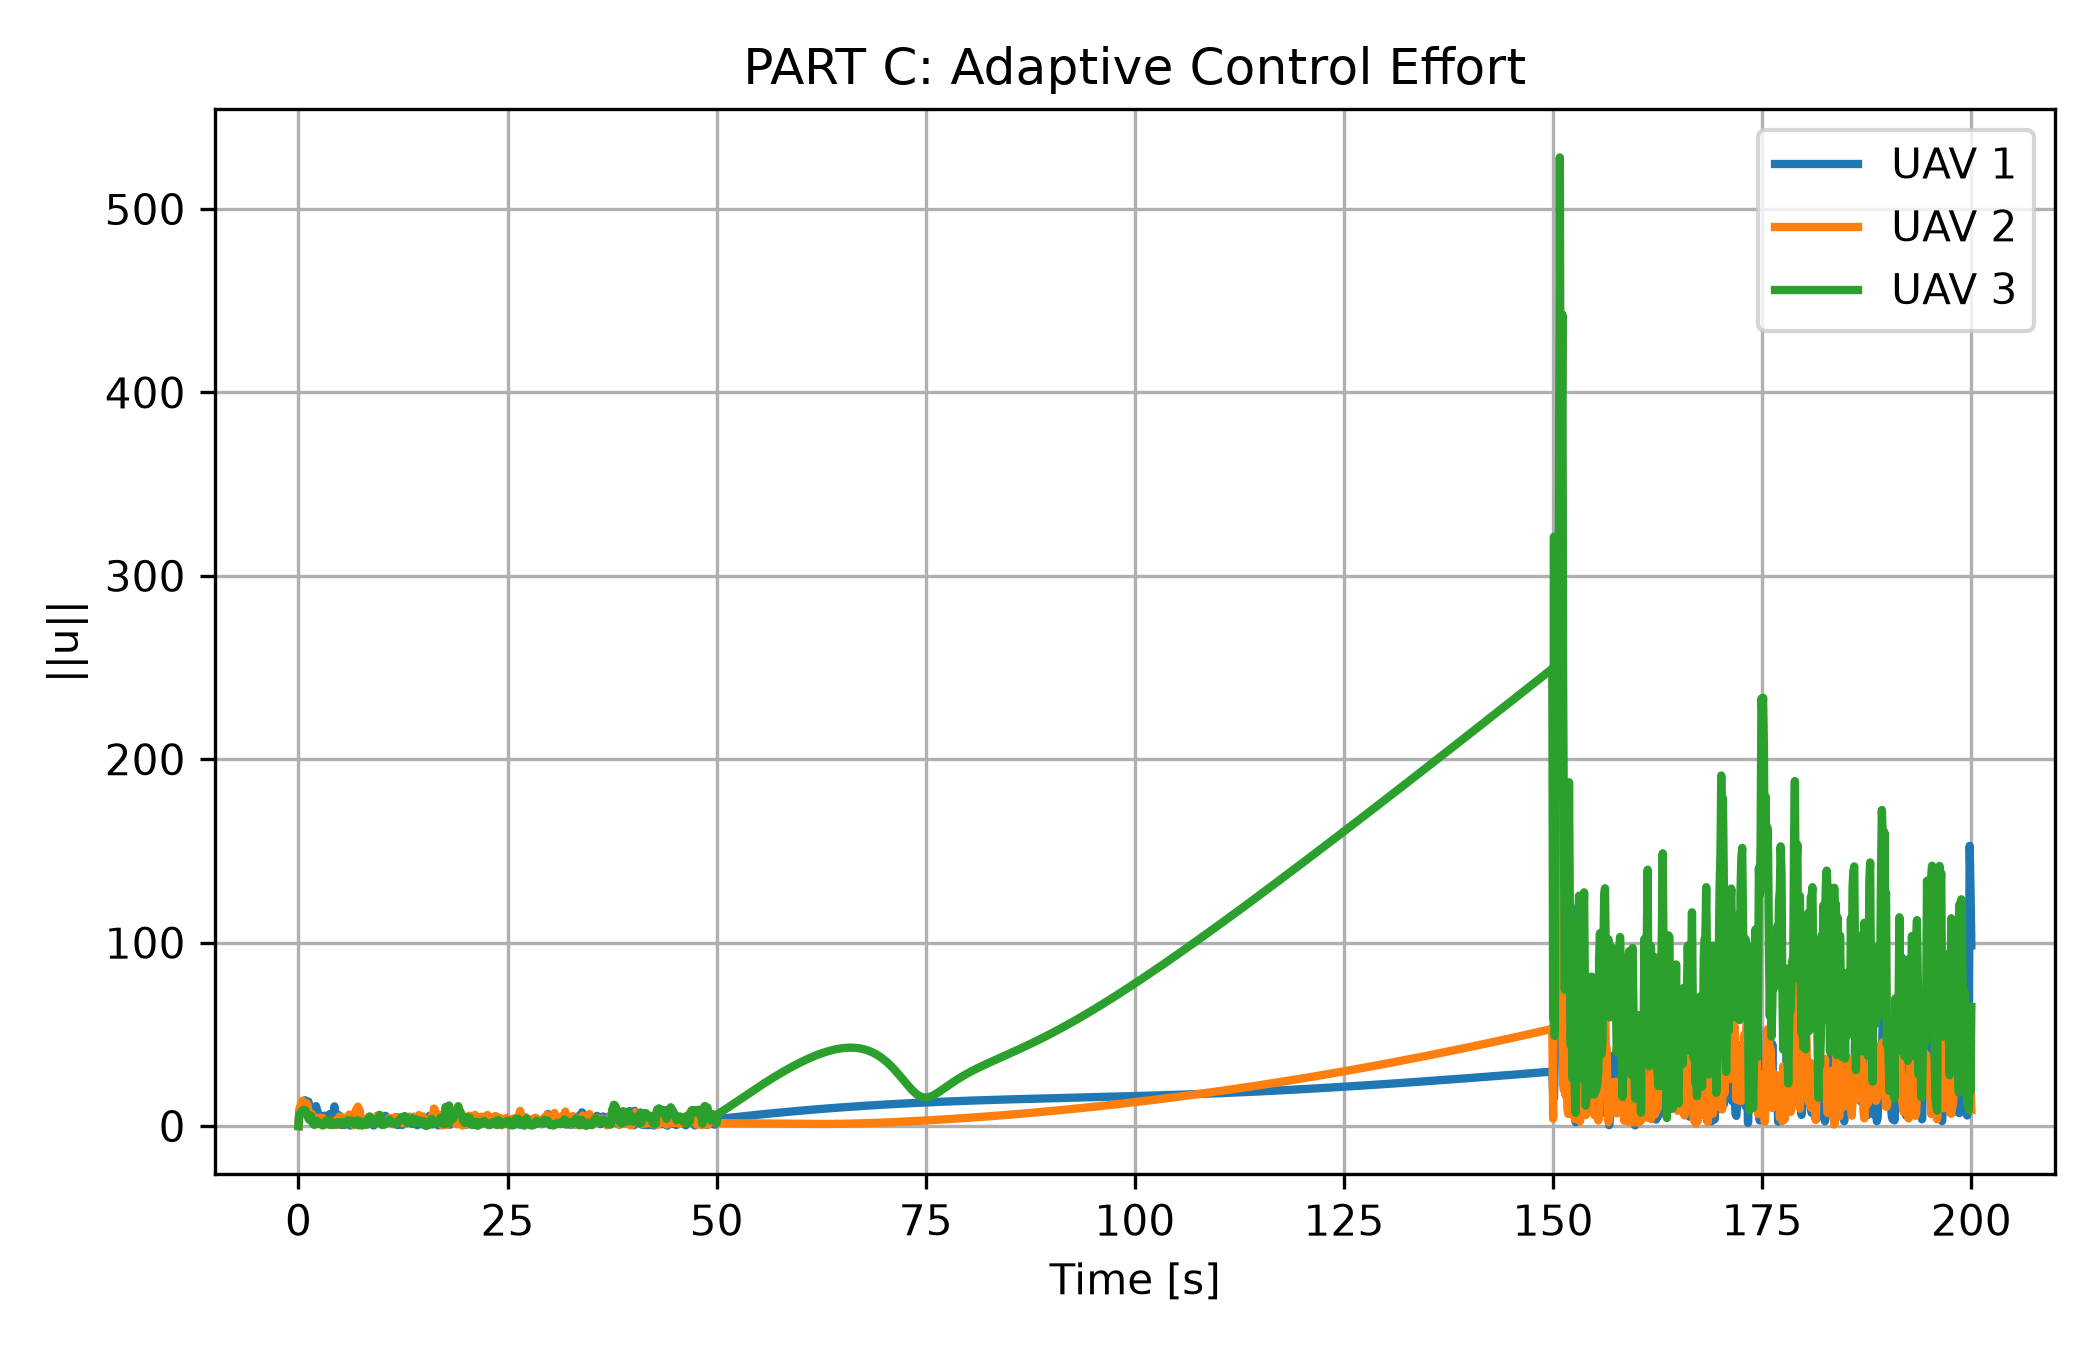 PART C: Adaptive Control Effort
UAV 1
UAV 2
UAV 3
500
400
300
200
100
0
||u||
0 25 50 75 100 125 150 175 200
Time [s]